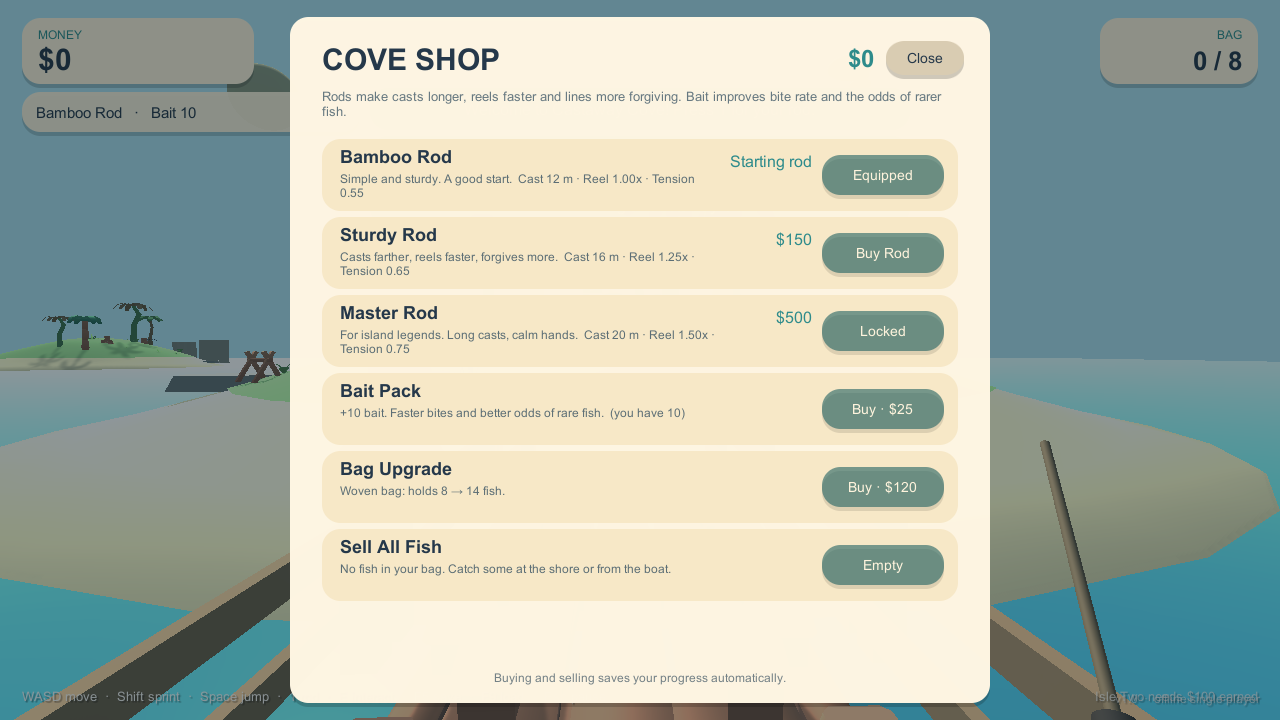 MONEY
$0
Bamboo Rod · Bait 10
COVE SHOP
$0
Close
BAG
0 / 8
Rods make casts longer, reels faster and lines more forgiving. Bait improves bite rate and the odds of rarer
fish.
Bamboo Rod
Simple and sturdy. A good start. Cast 12 m · Reel 1.00x · Tension
0.55
Starting rod
Equipped
Sturdy Rod
Casts farther, reels faster, forgives more. Cast 16 m · Reel 1.25x ·
Tension 0.65
$150
Buy Rod
Master Rod
For island legends. Long casts, calm hands. Cast 20 m · Reel 1.50x ·
Tension 0.75
$500
Locked
Bait Pack
+10 bait. Faster bites and better odds of rare fish. (you have 10)
Buy · $25
Bag Upgrade
Woven bag: holds 8 → 14 fish.
Buy · $120
Sell All Fish
No fish in your bag. Catch some at the shore or from the boat.
Empty
Buying and selling saves your progress automatically.
WASD move · Shift sprint · Space jump ·
needs $100 earned